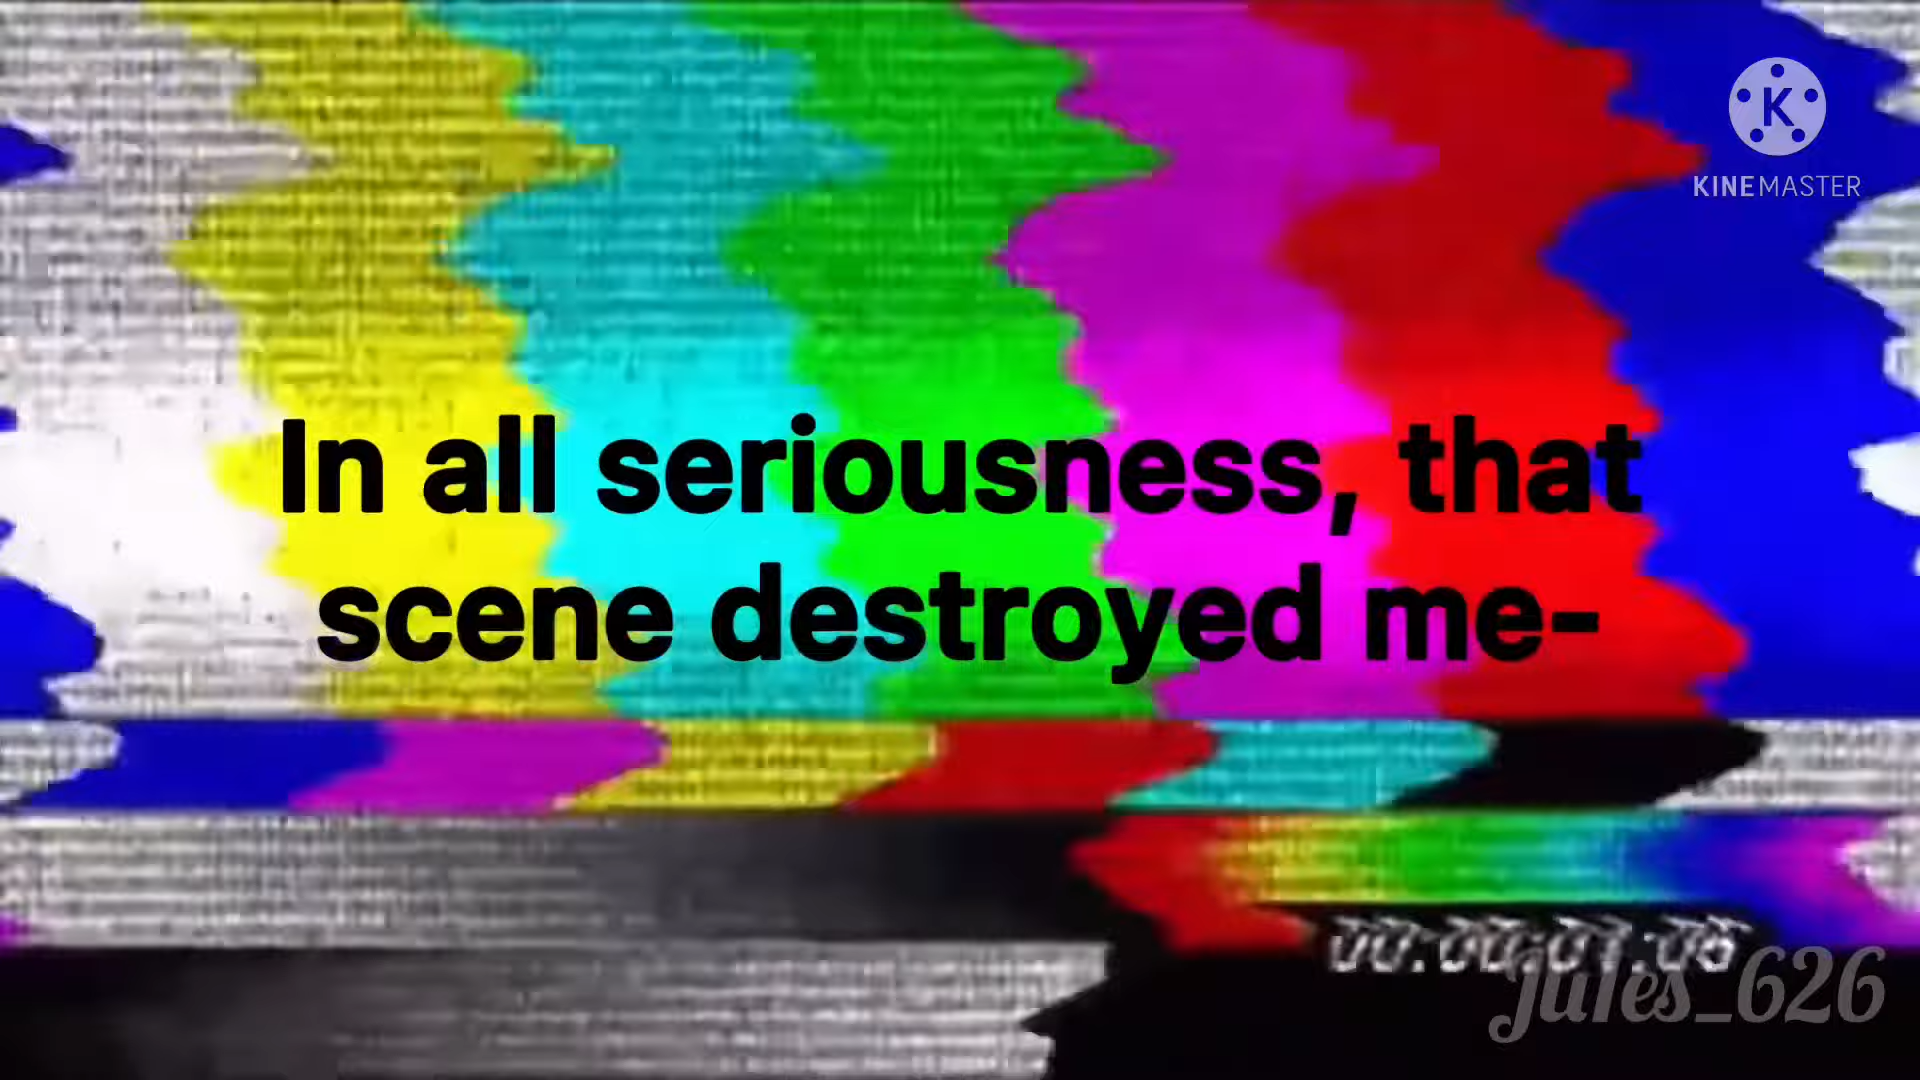 KINEMASTER
In all seriousness, that
scene destroyed me-
Jules_626